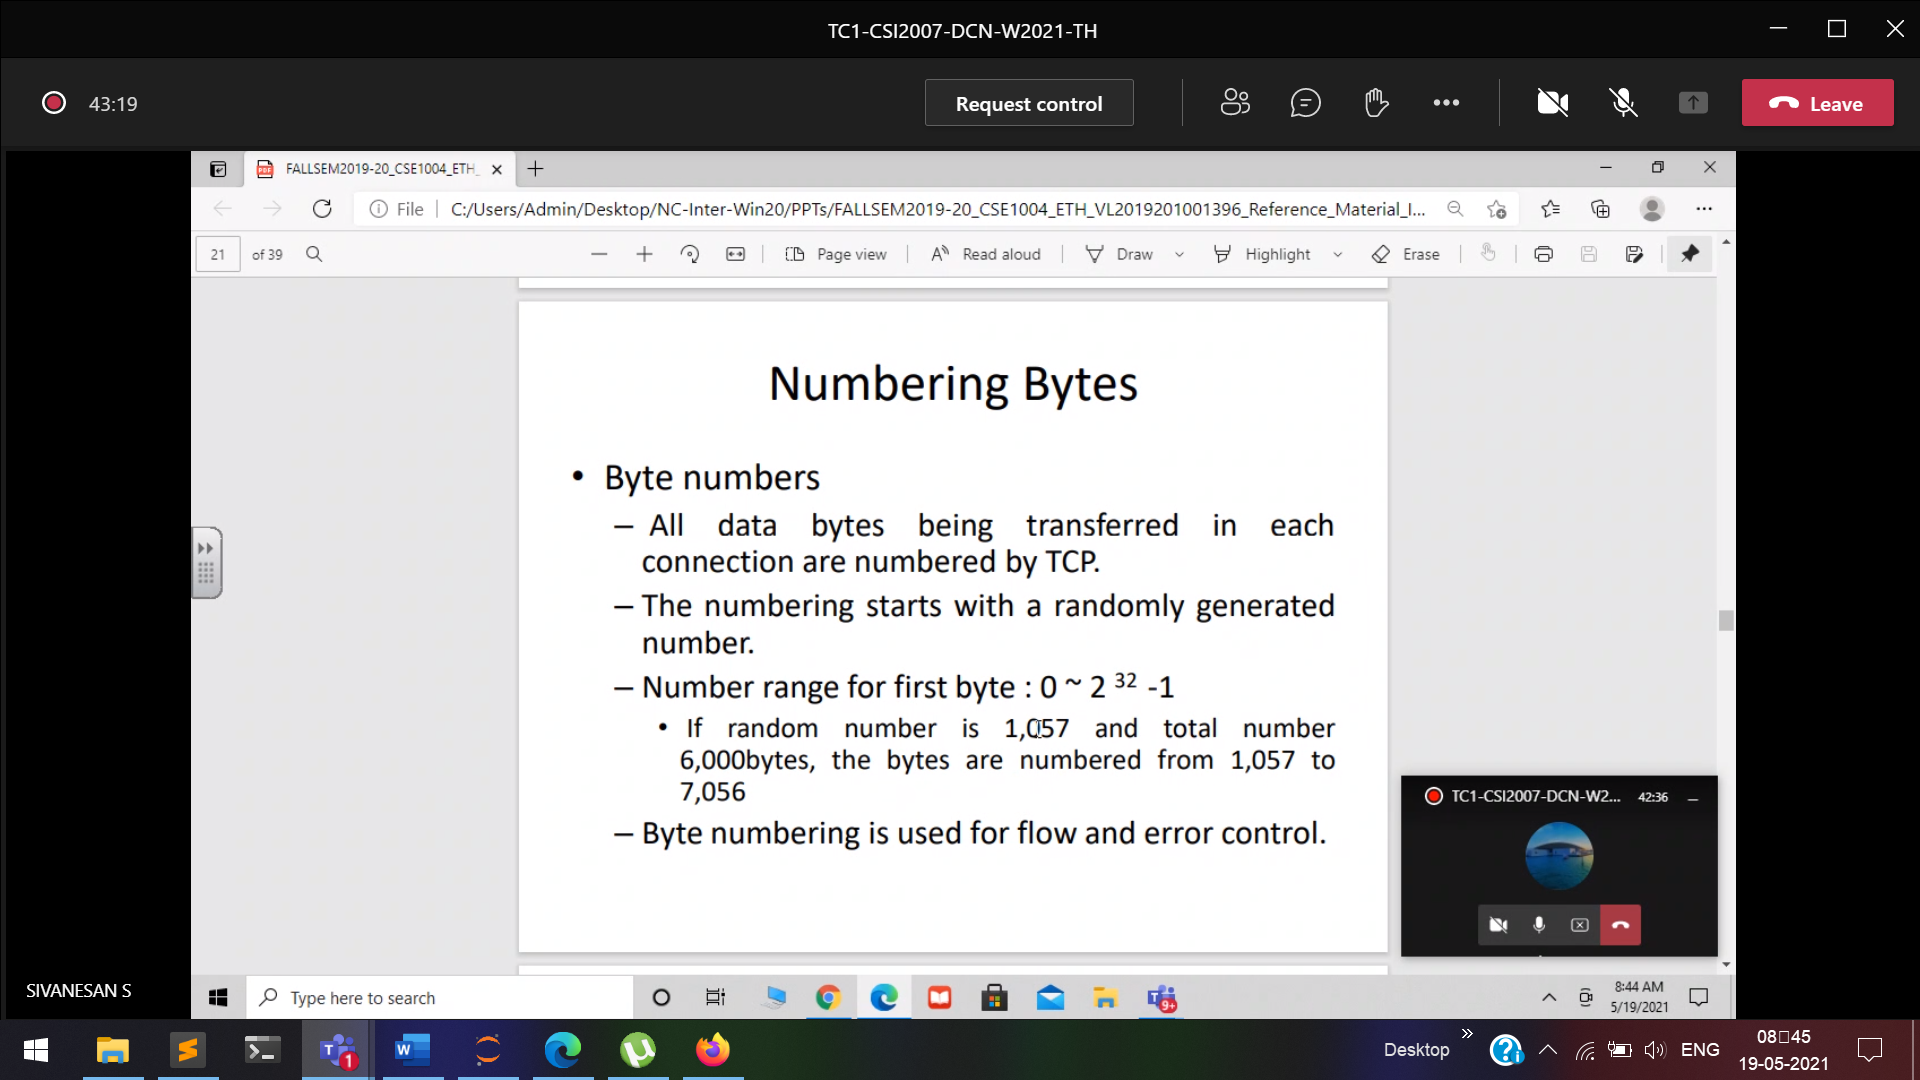 TC1-CSI2007-DCN-W2021-TH
43:19
Request control
Leave
FALLSEM2019-20_CSE1004_ETH_
File
C:/Users/Admin/Desktop/NC-Inter-Win20/PPTs/FALLSEM2019-20_CSE1004_ETH_VL2019201001396_Reference_Material_I...
21 of 39
Page view
Read aloud
Draw
Highlight
Erase
Numbering Bytes
• Byte numbers
– All data bytes being transferred in each
connection are numbered by TCP.
– The numbering starts with a randomly generated
number.
– Number range for first byte : 0 ~ 2 32 -1
• If random number is 1,057 and total number
6,000bytes, the bytes are numbered from 1,057 to
7,056
– Byte numbering is used for flow and error control.
TC1-CSI2007-DCN-W2... 42:36
SIVANESAN S
Type here to search
9+
8:44 AM
5/19/2021
1
Desktop
ENG
08□45
19-05-2021